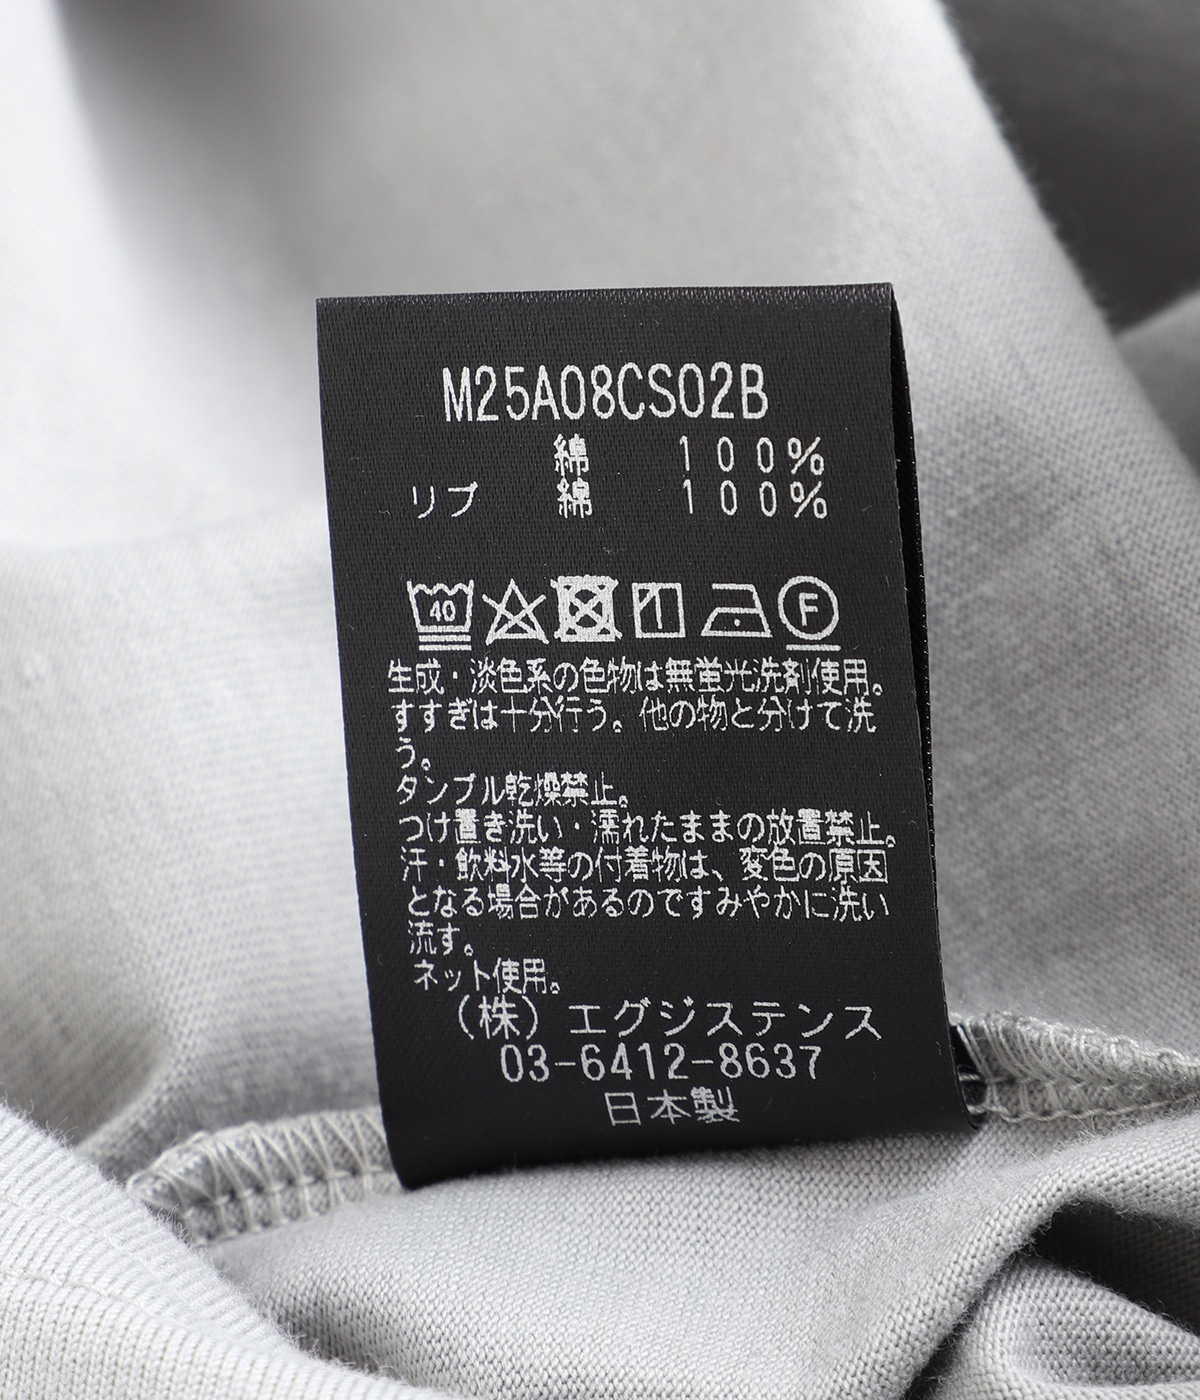 M25A08CS02B
綿 100%
リブ 綿 100%
40 F
生成・淡色系の色物は無蛍光洗剤使用。
すすぎは十分行う。他の物と分けて洗
う。
タンブル乾燥禁止。
つけ置き洗い・濡れたままの放置禁止。
汗・飲料水等の付着物は、変色の原因
となる場合があるのですみやかに洗い
流す。
ネット使用。
(株)エグジステンス
03-6412-8637
日本製